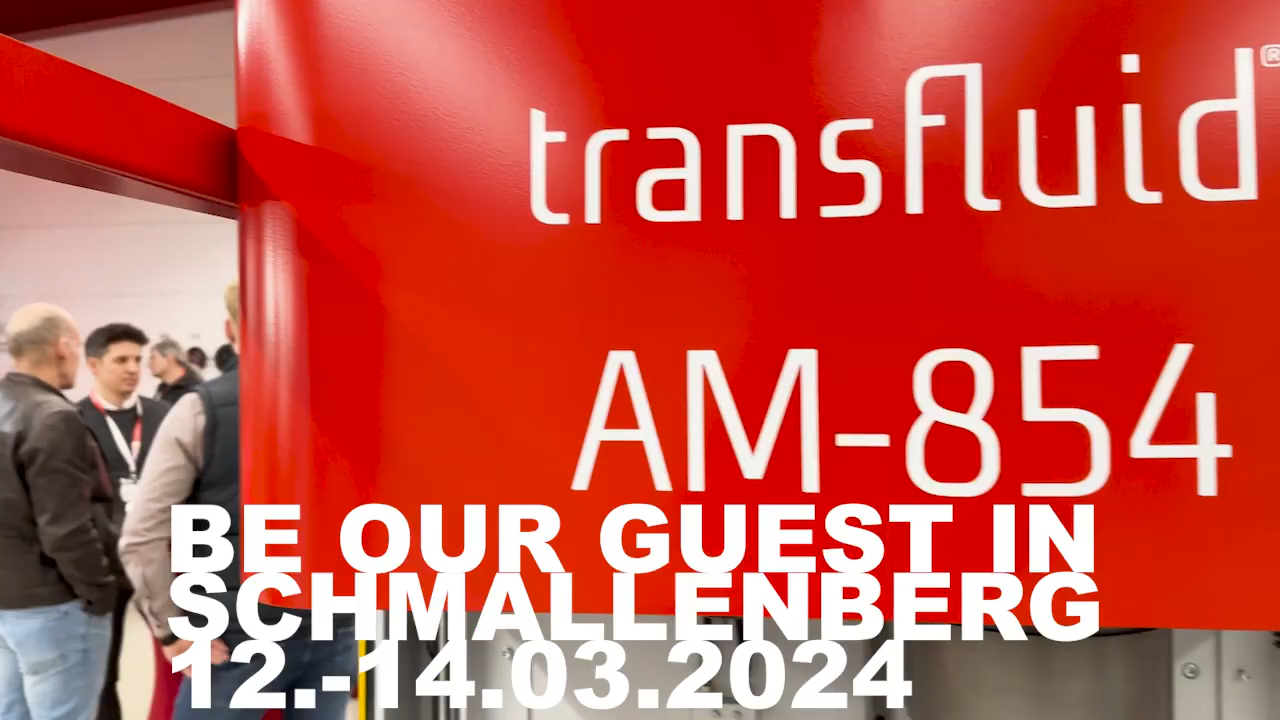 transfluid®
AM-854
BE OUR GUEST IN
SCHMALLENBERG
12.-14.03.2024